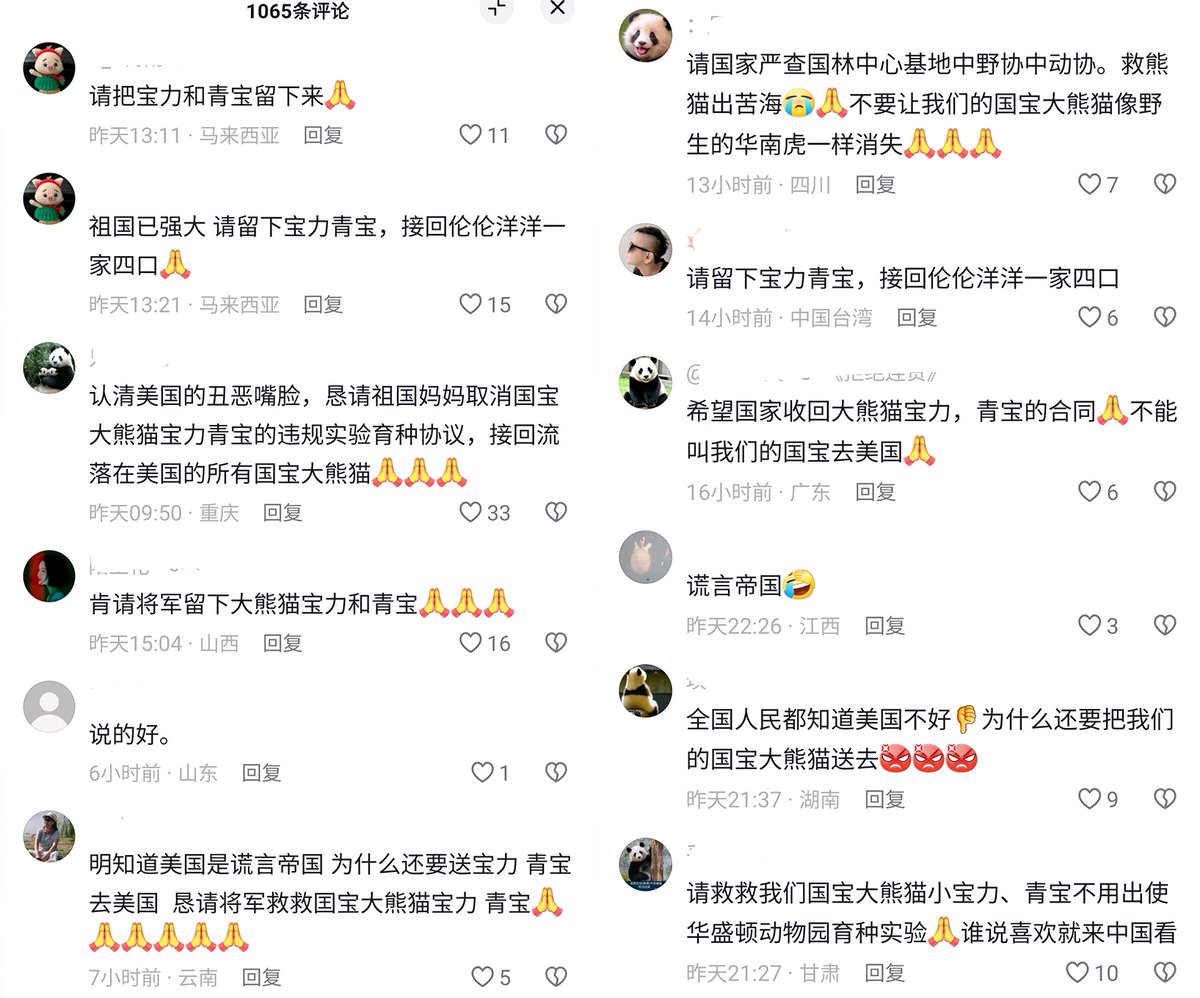 1065条评论
请把宝力和青宝留下来🙏
昨天13:11 · 马来西亚 回复 11
祖国已强大 请留下宝力青宝，接回伦伦洋洋一
家四口🙏
昨天13:21 · 马来西亚 回复 15
认清美国的丑恶嘴脸，恳请祖国妈妈取消国宝
大熊猫宝力青宝的违规实验育种协议，接回流
落在美国的所有国宝大熊猫🙏🙏🙏
昨天09:50 · 重庆 回复 33
肯请将军留下大熊猫宝力和青宝🙏🙏🙏
昨天15:04 · 山西 回复 16
说的好。
6小时前 · 山东 回复 1
明知道美国是谎言帝国 为什么还要送宝力 青宝
去美国 恳请将军救救国宝大熊猫宝力 青宝🙏
🙏🙏🙏🙏🙏
7小时前 · 云南 回复 5
请国家严查国林中心基地中野协中动协。救熊
猫出苦海😭🙏不要让我们的国宝大熊猫像野
生的华南虎一样消失🙏🙏🙏
13小时前 · 四川 回复 7
请留下宝力青宝，接回伦伦洋洋一家四口
14小时前 · 中国台湾 回复 6
希望国家收回大熊猫宝力，青宝的合同🙏不能
叫我们的国宝去美国🙏
16小时前 · 广东 回复 6
谎言帝国🤣
昨天22:26 · 江西 回复 3
全国人民都知道美国不好👎为什么还要把我们
的国宝大熊猫送去😡😡😡
昨天21:37 · 湖南 回复 9
请救救我们国宝大熊猫小宝力、青宝不用出使
华盛顿动物园育种实验🙏谁说喜欢就来中国看
昨天21:27 · 甘肃 回复 10